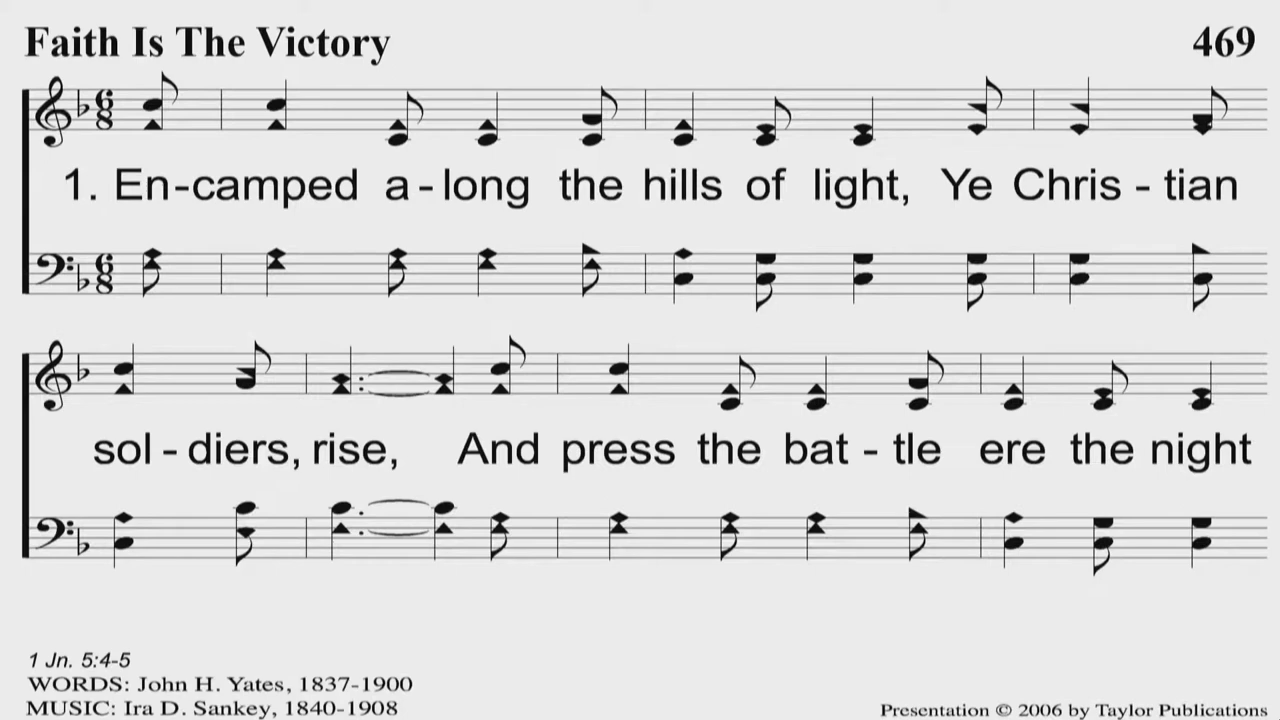 Faith Is The Victory 469
1. En-camped a-long the hills of light, Ye Chris-tian
sol-diers, rise, And press the bat-tle ere the night
1 Jn. 5:4-5
WORDS: John H. Yates, 1837-1900
MUSIC: Ira D. Sankey, 1840-1908
Presentation © 2006 by Taylor Publications